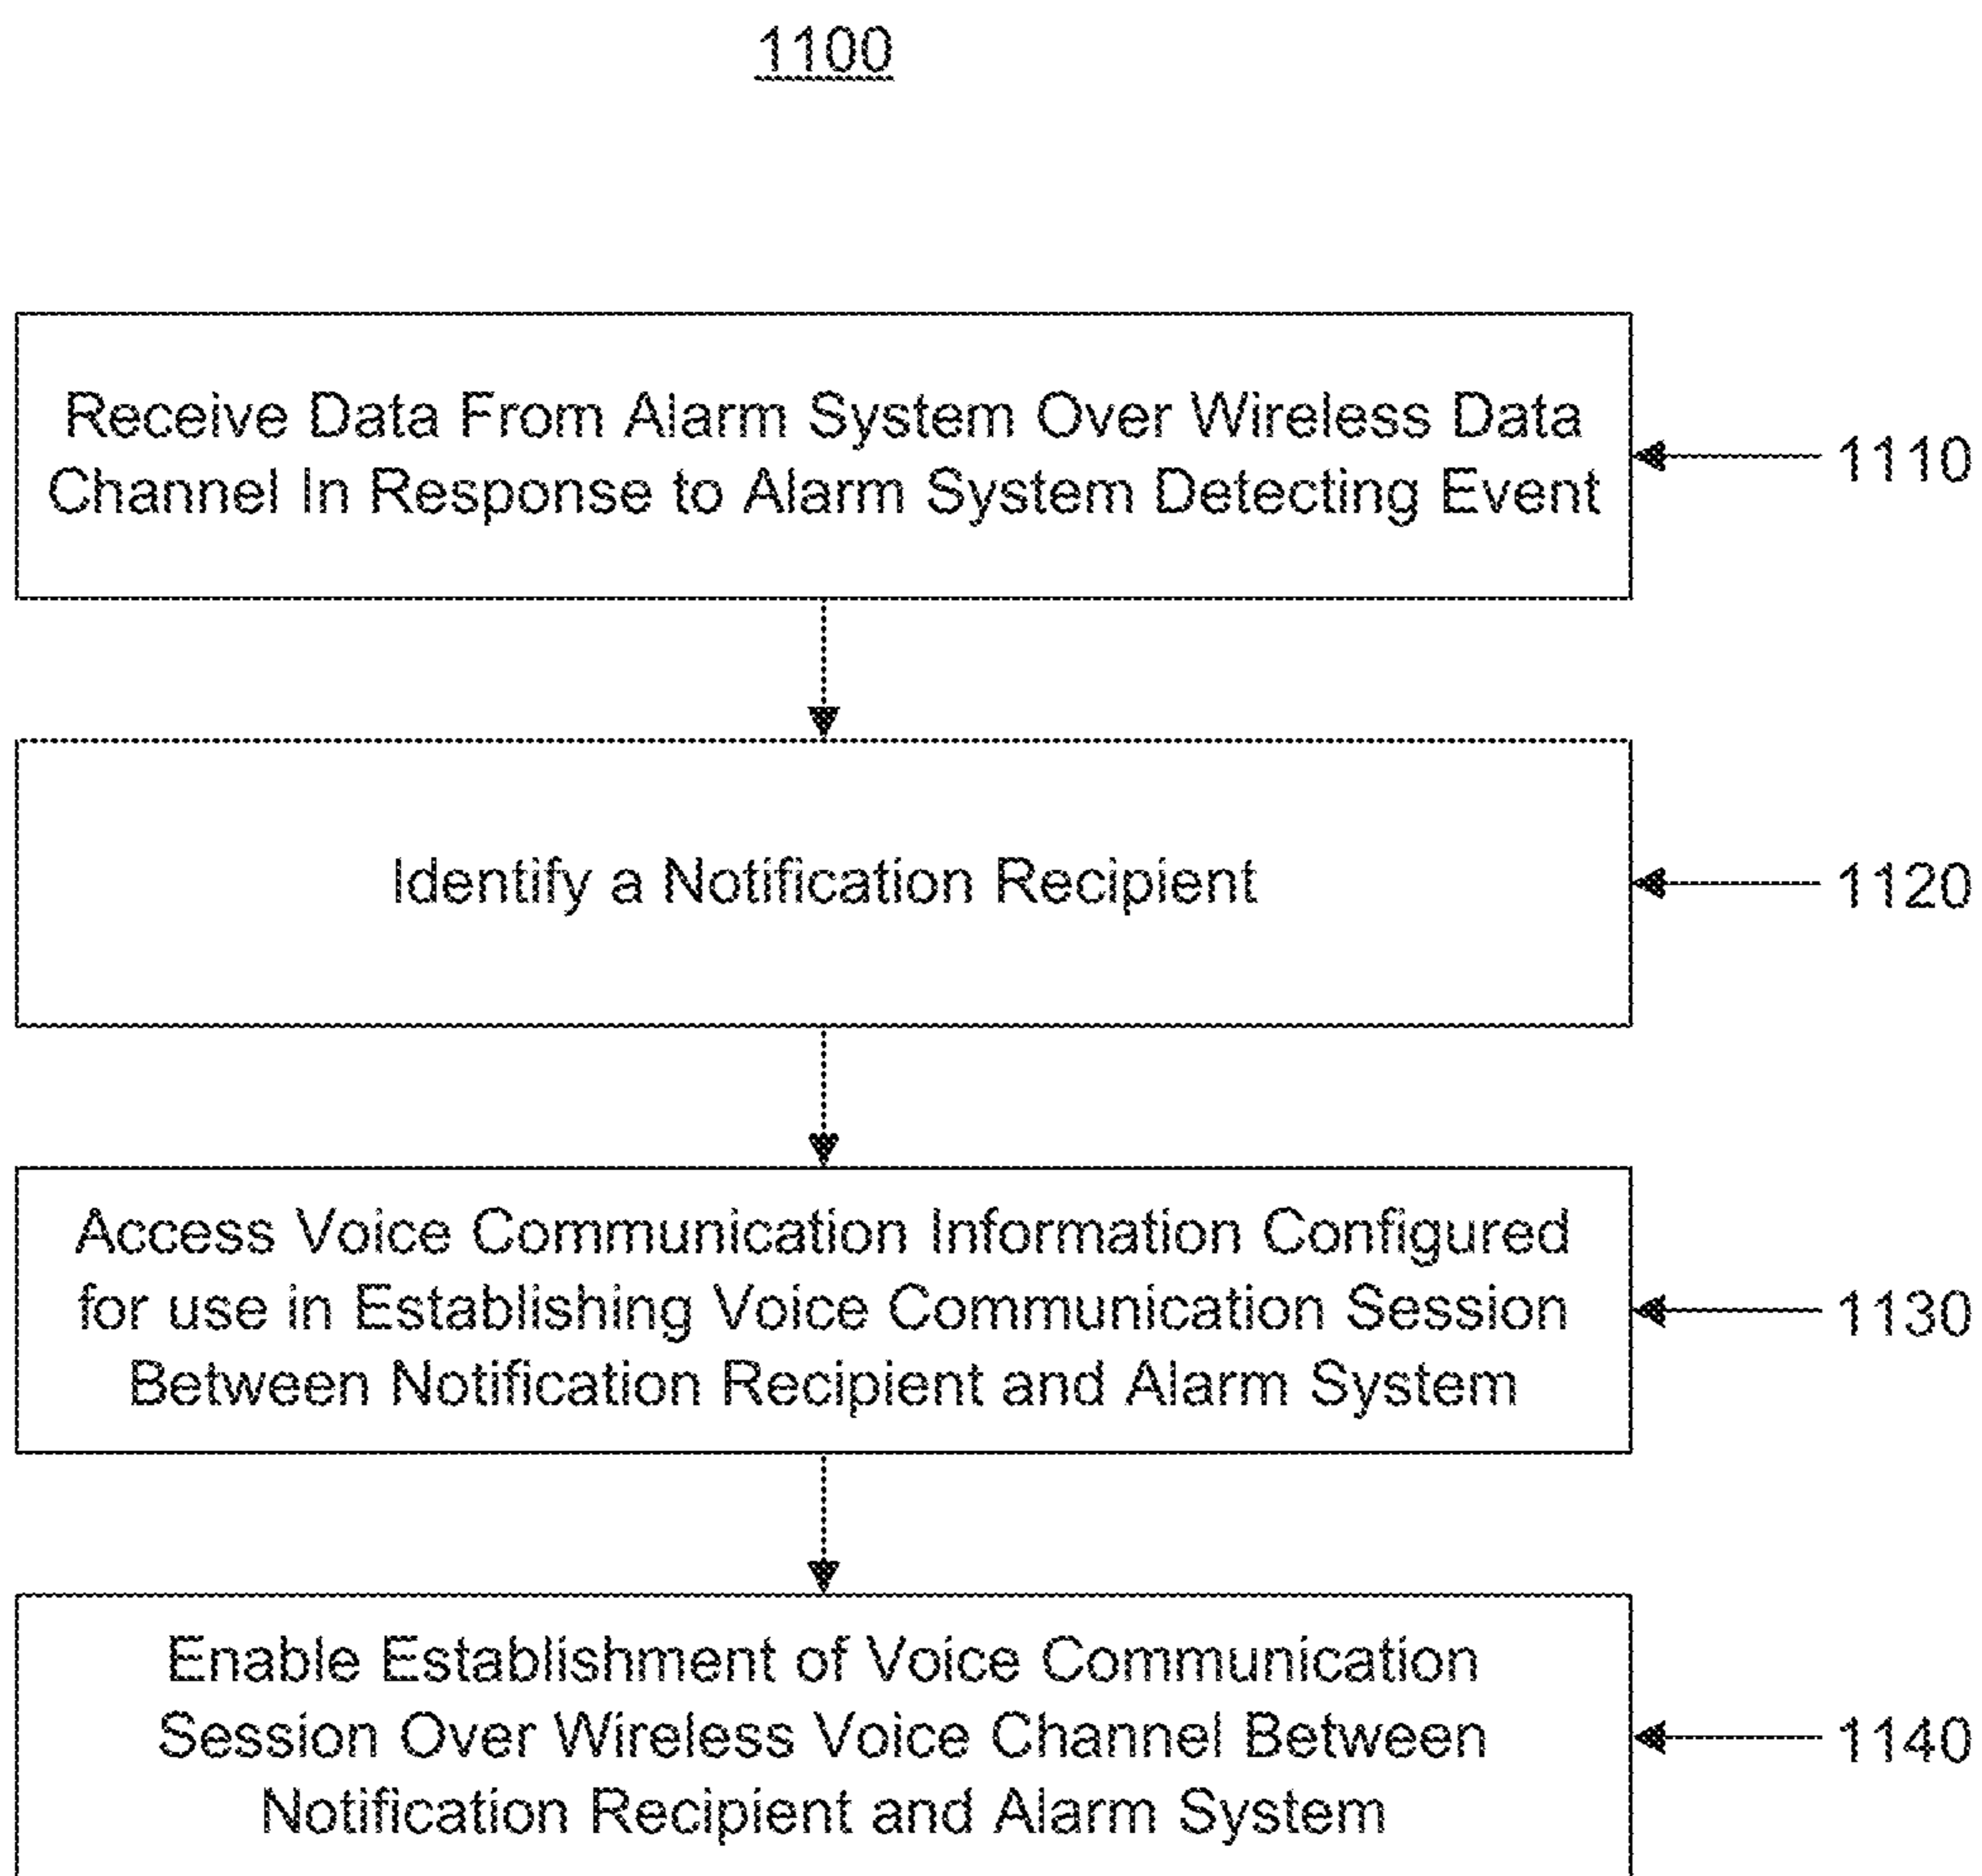 1100
Receive Data From Alarm System Over Wireless Data
Channel In Response to Alarm System Detecting Event
1110
Identify a Notification Recipient
1120
Access Voice Communication Information Configured
for use in Establishing Voice Communication Session
Between Notification Recipient and Alarm System
1130
Enable Establishment of Voice Communication
Session Over Wireless Voice Channel Between
Notification Recipient and Alarm System
1140